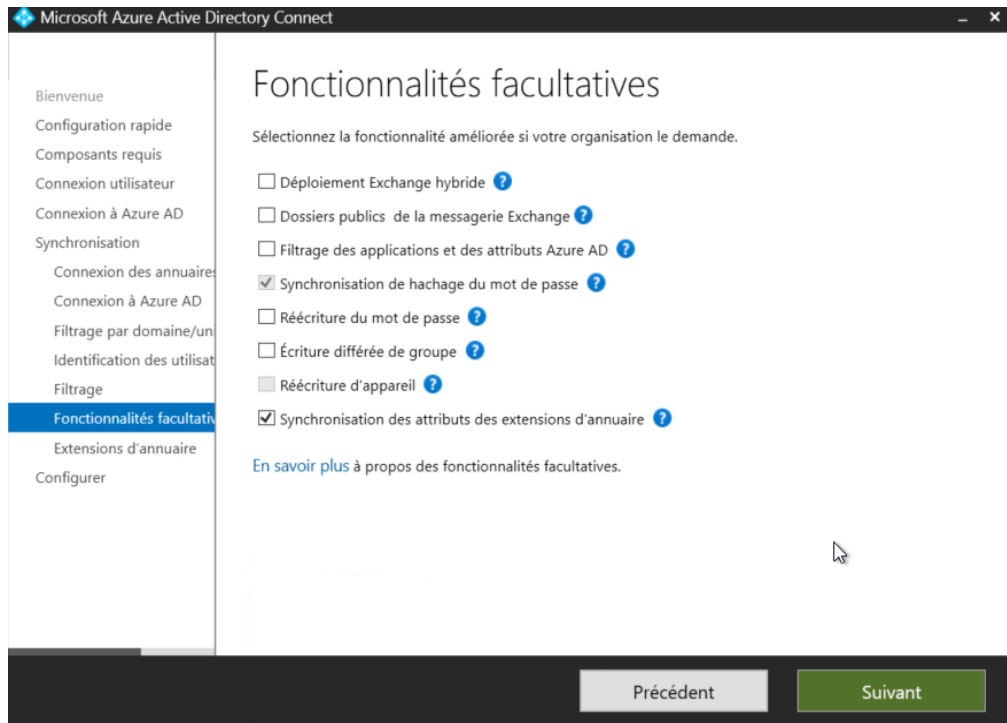 Microsoft Azure Active Directory Connect
Bienvenue
Configuration rapide
Composants requis
Connexion utilisateur
Connexion à Azure AD
Synchronisation
Connexion des annuaires
Connexion à Azure AD
Filtrage par domaine/un
Identification des utilisat
Filtrage
Fonctionnalités facultativ
Extensions d'annuaire
Configurer
Fonctionnalités facultatives
Sélectionnez la fonctionnalité améliorée si votre organisation le demande.
Déploiement Exchange hybride ?
Dossiers publics de la messagerie Exchange ?
Filtrage des applications et des attributs Azure AD ?
Synchronisation de hachage du mot de passe ?
Réécriture du mot de passe ?
Écriture différée de groupe ?
Réécriture d'appareil ?
Synchronisation des attributs des extensions d'annuaire ?
En savoir plus à propos des fonctionnalités facultatives.
Précédent
Suivant